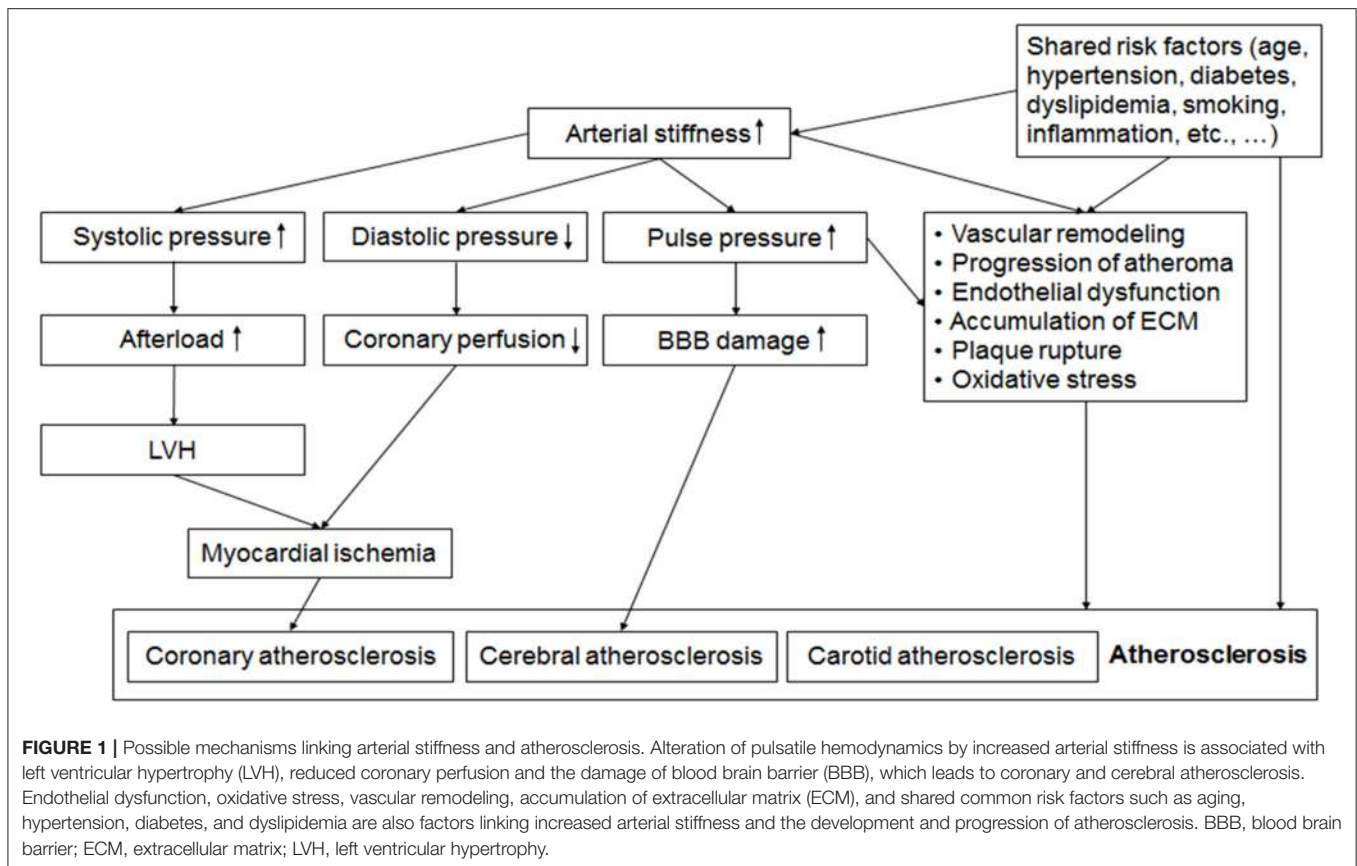 Shared risk factors (age,
hypertension, diabetes,
dyslipidemia, smoking,
inflammation, etc., …)
Arterial stiffness↑
Systolic pressure↑
Diastolic pressure↓
Pulse pressure↑
• Vascular remodeling
• Progression of atheroma
• Endothelial dysfunction
• Accumulation of ECM
• Plaque rupture
• Oxidative stress
Afterload↑
Coronary perfusion↓
BBB damage↑
LVH
Myocardial ischemia
Coronary atherosclerosis
Cerebral atherosclerosis
Carotid atherosclerosis
Atherosclerosis
FIGURE 1 | Possible mechanisms linking arterial stiffness and atherosclerosis. Alteration of pulsatile hemodynamics by increased arterial stiffness is associated with
left ventricular hypertrophy (LVH), reduced coronary perfusion and the damage of blood brain barrier (BBB), which leads to coronary and cerebral atherosclerosis.
Endothelial dysfunction, oxidative stress, vascular remodeling, accumulation of extracellular matrix (ECM), and shared common risk factors such as aging,
hypertension, diabetes, and dyslipidemia are also factors linking increased arterial stiffness and the development and progression of atherosclerosis. BBB, blood brain
barrier; ECM, extracellular matrix; LVH, left ventricular hypertrophy.